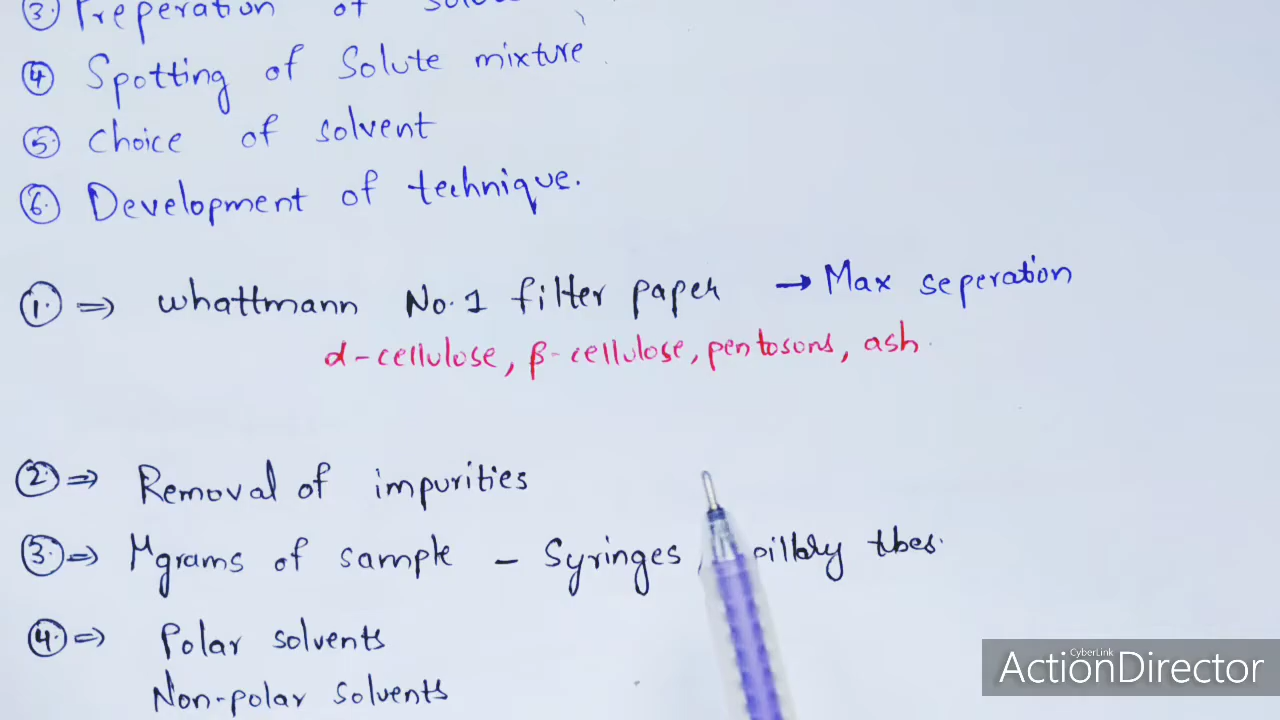 ③ Preperation of
④ Spotting of Solute mixture
⑤ choice of solvent
⑥ Development of technique.
① ⇒ whattmann No.1 filter paper → Max seperation
α-cellulose, β-cellulose, pentosons, ash
② ⇒ Removal of impurities
③ ⇒ μgrams of sample - Syringes, tbes.
④ ⇒ Polar solvents
Non-polar solvents
CyberLink
ActionDirector